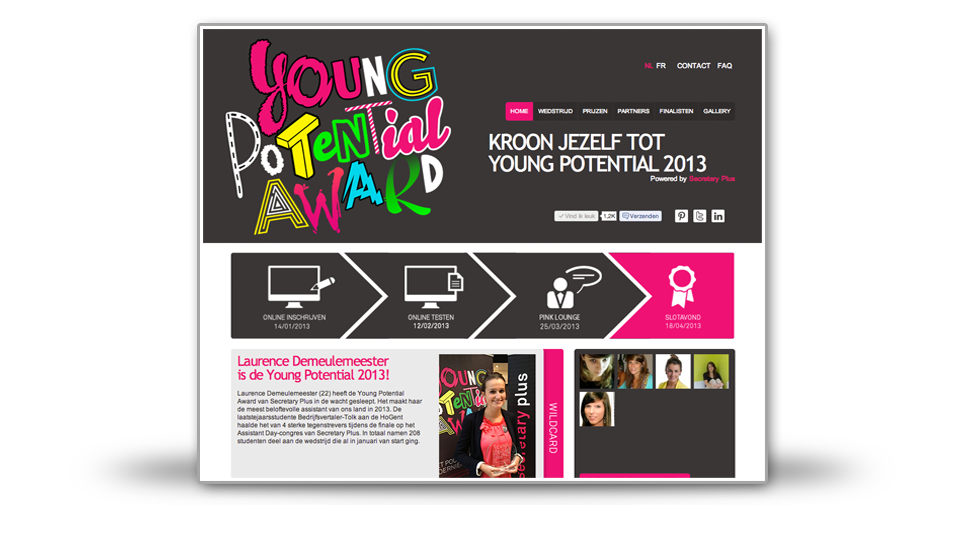 YOUNG
POTENTIAL
AWARD
NL FR CONTACT FAQ
HOME WEDSTRIJD PRIJZEN PARTNERS FINALISTEN GALLERY
KROON JEZELF TOT
YOUNG POTENTIAL 2013
Powered by Secretary Plus
Vind ik leuk 1,2K Verzenden
ONLINE INSCHRIJVEN
14/01/2013
ONLINE TESTEN
12/02/2013
PINK LOUNGE
25/03/2013
SLOTAVOND
18/04/2013
Laurence Demeulemeester
is de Young Potential 2013!
Laurence Demeulemeester (22) heeft de Young Potential
Award van Secretary Plus in de wacht gesleept. Het maakt haar
de meest beloftevolle assistant van ons land in 2013. De
laatstejaarsstudente Bedrijfsvertaler-Tolk aan de HoGent
haalde het van 4 sterke tegenstrevers tijdens de finale op het
Assistant Day-congres van Secretary Plus. In totaal namen 208
studenten deel aan de wedstrijd die al in januari van start ging.
YOUNG
secretary plus
WILDCARD